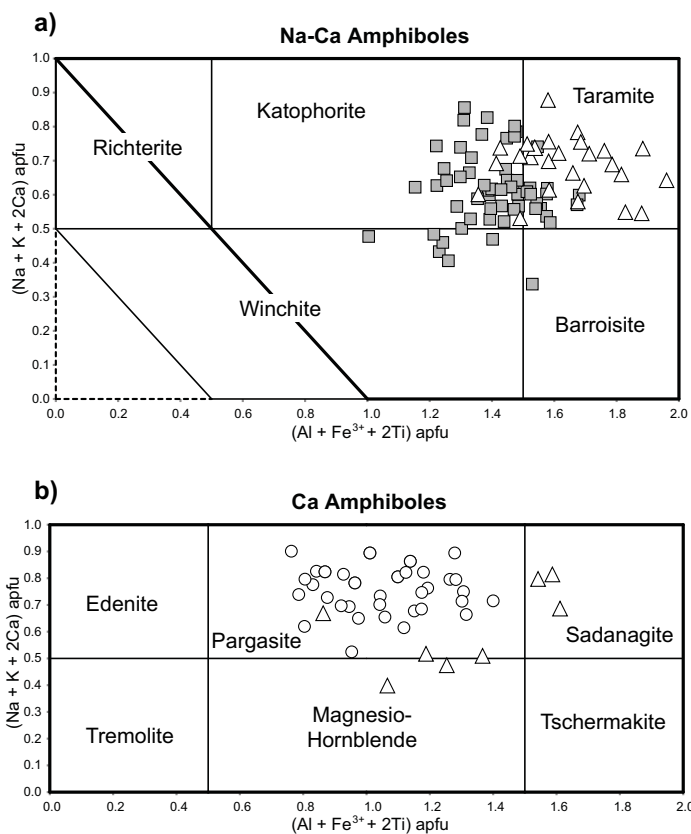 a)
Na-Ca Amphiboles
(Na + K + 2Ca) apfu
1.0
0.9
0.8
0.7
0.6
0.5
0.4
0.3
0.2
0.1
0.0
Richterite
Katophorite
Taramite
Winchite
Barroisite
0.0 0.2 0.4 0.6 0.8 1.0 1.2 1.4 1.6 1.8 2.0
(Al + Fe³⁺ + 2Ti) apfu
b)
Ca Amphiboles
(Na + K + 2Ca) apfu
1.0
0.9
0.8
0.7
0.6
0.5
0.4
0.3
0.2
0.1
0.0
Edenite
Pargasite
Sadanagite
Tremolite
Magnesio-
Hornblende
Tschermakite
0.0 0.2 0.4 0.6 0.8 1.0 1.2 1.4 1.6 1.8 2.0
(Al + Fe³⁺ + 2Ti) apfu